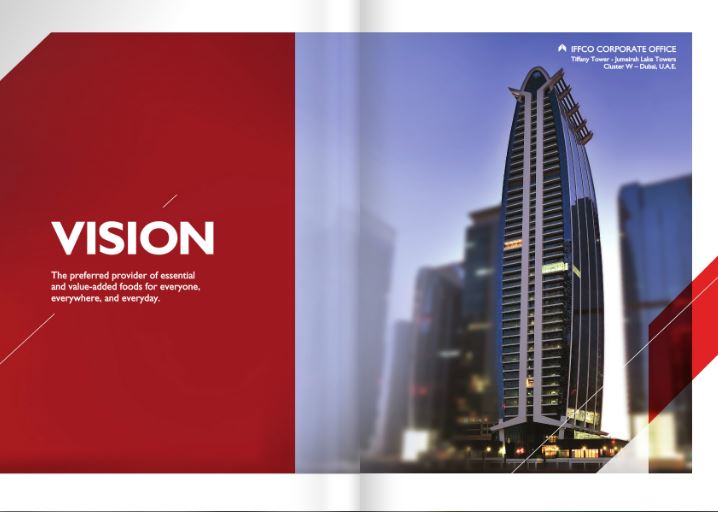 VISION
The preferred provider of essential
and value-added foods for everyone,
everywhere, and everyday.
IFFCO CORPORATE OFFICE
Tiffany Tower - Jumeirah Lake Towers
Cluster W – Dubai, U.A.E.